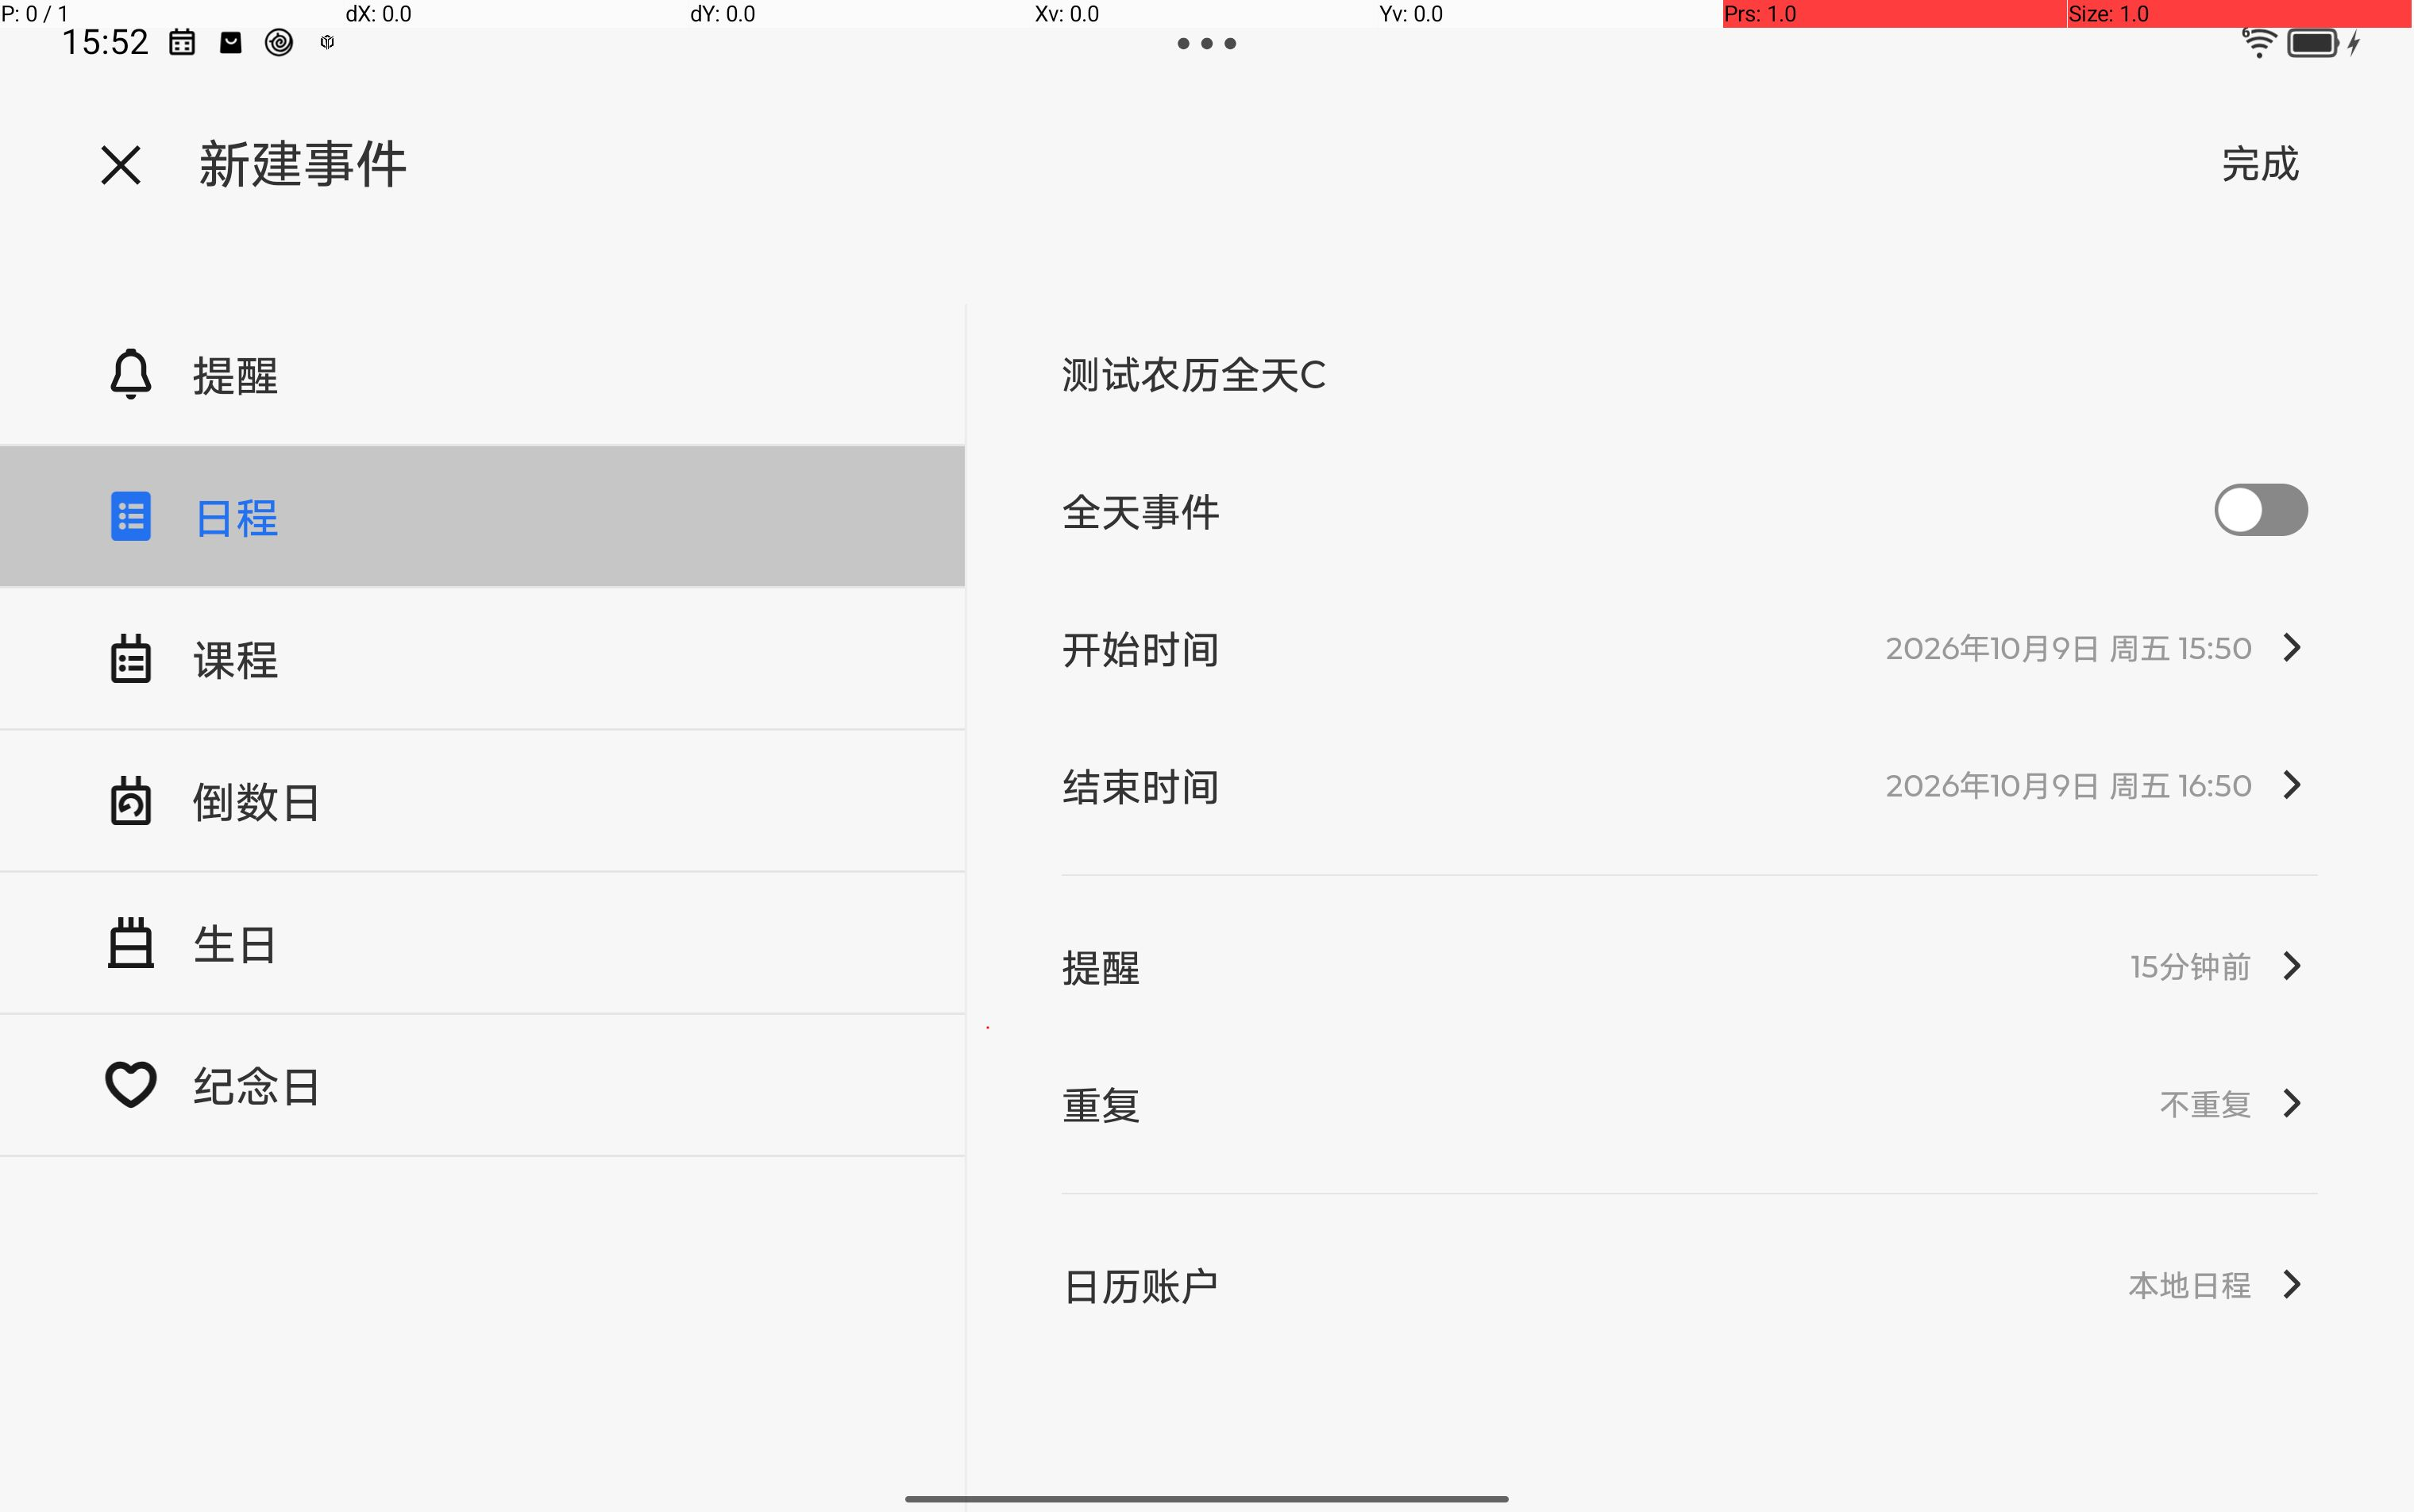 P: 0 / 1 dX: 0.0 dY: 0.0 Xv: 0.0 Yv: 0.0 Prs: 1.0 Size: 1.0
15:52 6
新建事件 完成
提醒
日程
课程
倒数日
生日
纪念日
测试农历全天C
全天事件
开始时间 2026年10月9日 周五 15:50
结束时间 2026年10月9日 周五 16:50
提醒 15分钟前
重复 不重复
日历账户 本地日程